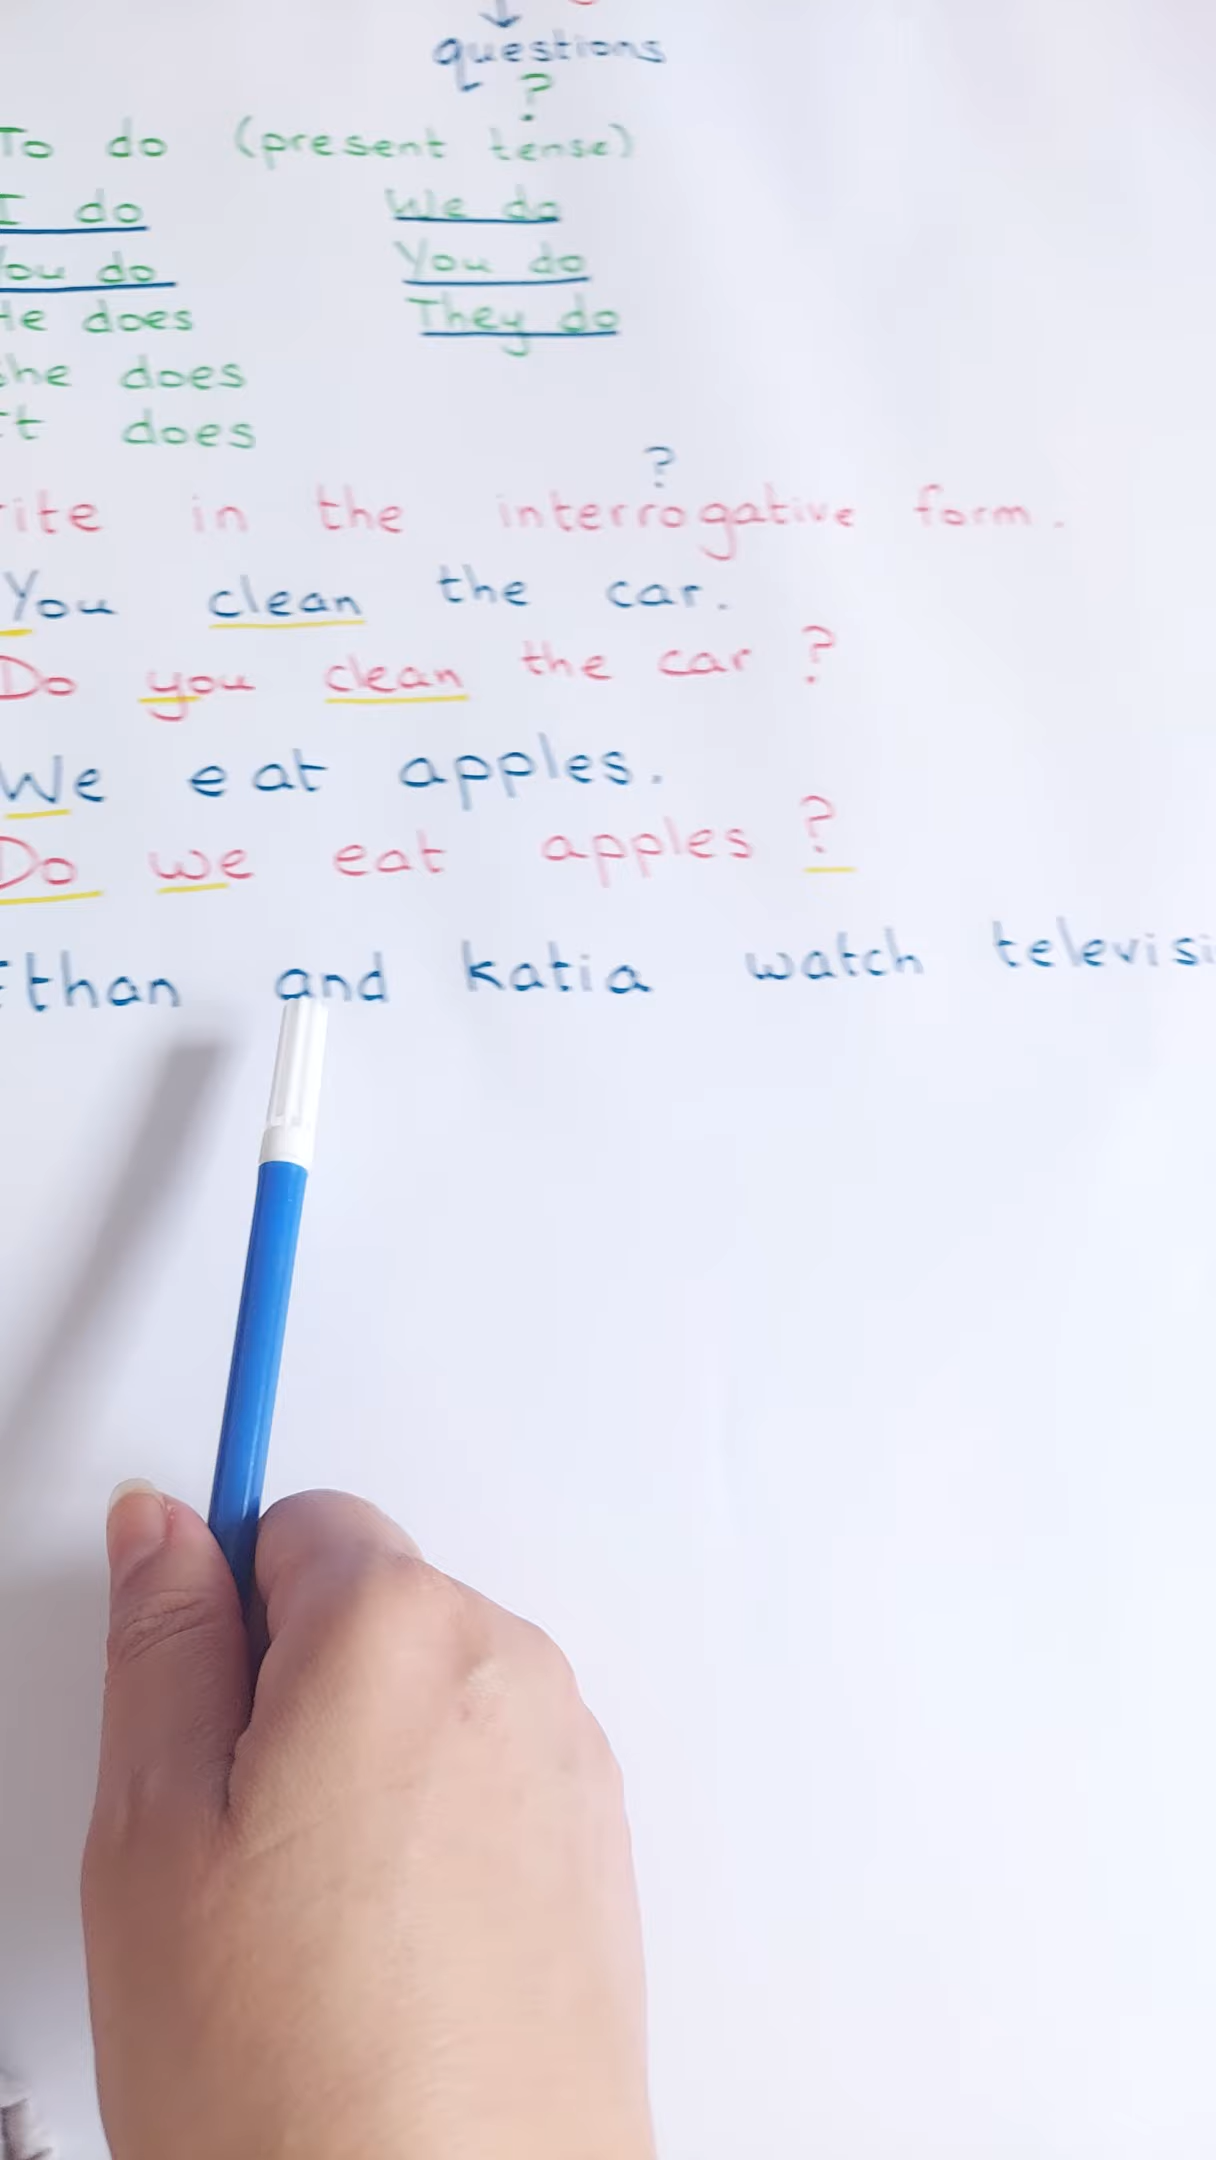 questions
?
To do (present tense)
I do We do
You do You do
He does They do
She does
It does
?
rite in the interrogative form.
You clean the car.
Do you clean the car ?
We eat apples.
Do we eat apples ?
Ethan and katia watch televisi